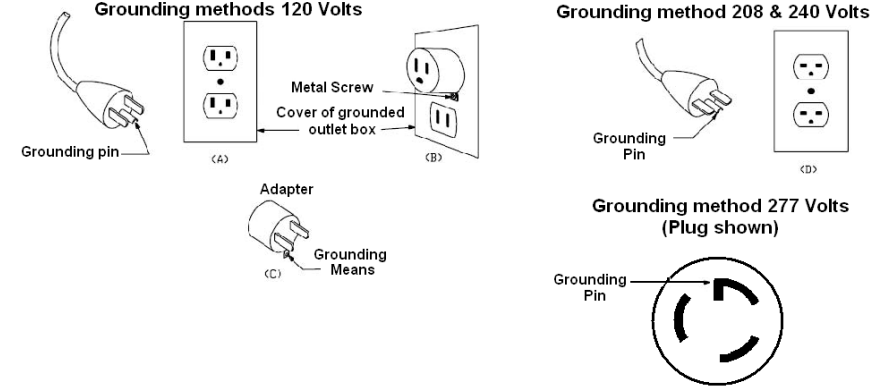 Grounding methods 120 Volts
Metal Screw
Cover of grounded
outlet box
Grounding pin
(A)
(B)
Adapter
Grounding
Means
(C)
Grounding method 208 & 240 Volts
Grounding
Pin
(D)
Grounding method 277 Volts
(Plug shown)
Grounding
Pin